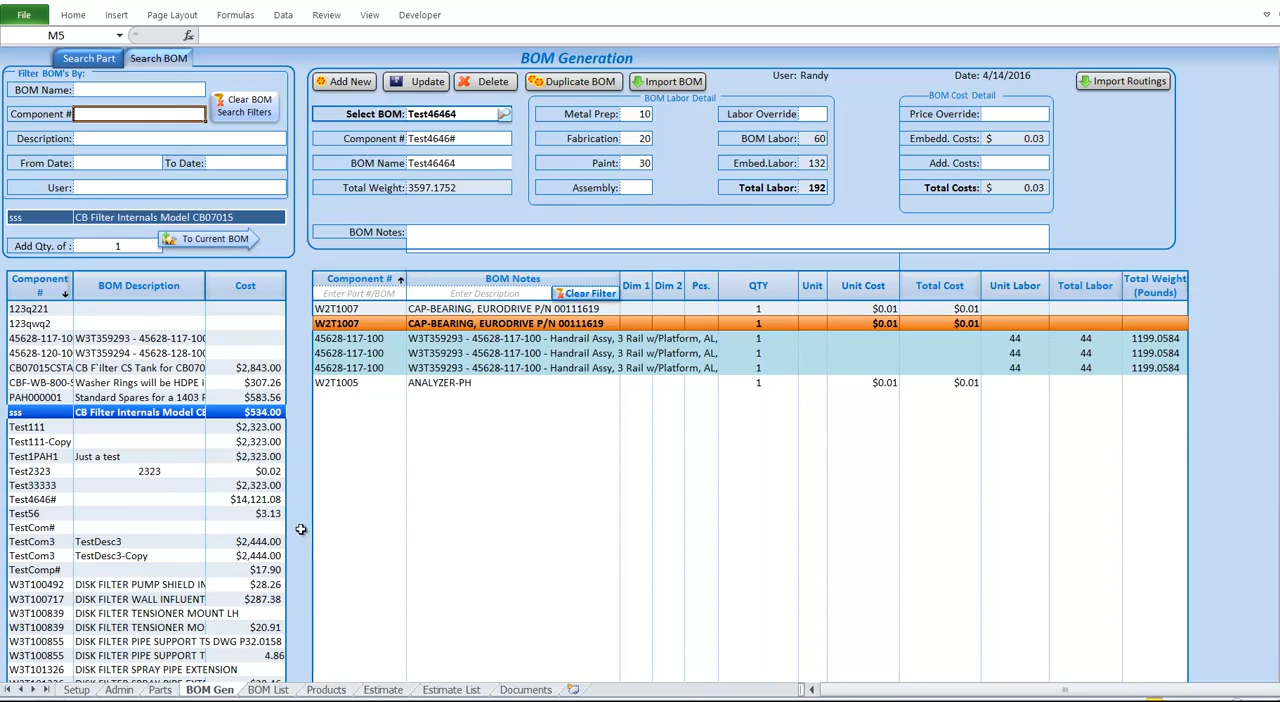 File Home Insert Page Layout Formulas Data Review View Developer
M5 fx
Search Part Search BOM BOM Generation
Filter BOM's By: Add New Update Delete Duplicate BOM Import BOM User: Randy Date: 4/14/2016 Import Routings
BOM Name: Clear BOM Search Filters BOM Labor Detail BOM Cost Detail
Component # Select BOM: Test46464 Metal Prep: 10 Labor Override: Price Override:
Description: Component # Test4646# Fabrication 20 BOM Labor: 60 Embedd. Costs: $ 0.03
From Date: To Date: BOM Name Test46464 Paint: 30 Embed.Labor: 132 Add. Costs:
User: Total Weight: 3597.1752 Assembly: Total Labor: 192 Total Costs: $ 0.03
sss CB Filter Internals Model CB07015
BOM Notes:
Add Qty. of : 1 To Current BOM
Component # BOM Description Cost
123q221
123qwq2
45628-117-10 W3T359293 - 45628-117-100
45628-120-10 W3T359294 - 45628-128-100
CB07015CSTA CB F`ilter CS Tank for CB070 $2,843.00
CBF-WB-800-S Washer Rings will be HDPE i $307.26
PAH000001 Standard Spares for a 1403 F $583.56
sss CB Filter Internals Model CB $534.00
Test111 $2,323.00
Test111-Copy $2,323.00
Test1PAH1 Just a test $2,323.00
Test2323 2323 $0.02
Test33333 $2,323.00
Test4646# $14,121.08
Test56 $3.13
TestCom#
TestCom3 TestDesc3 $2,444.00
TestCom3 TestDesc3-Copy $2,444.00
TestComp# $17.90
W3T100492 DISK FILTER PUMP SHIELD IN $28.26
W3T100717 DISK FILTER WALL INFLUENT $287.38
W3T100839 DISK FILTER TENSIONER MOUNT LH
W3T100839 DISK FILTER TENSIONER MO $20.91
W3T100855 DISK FILTER PIPE SUPPORT TS DWG P32.0158
W3T100855 DISK FILTER PIPE SUPPORT T 4.86
W3T101326 DISK FILTER SPRAY PIPE EXTENSION
Component # BOM Notes Dim 1 Dim 2 Pcs. QTY Unit Unit Cost Total Cost Unit Labor Total Labor Total Weight (Pounds)
Enter Part #/BOM Enter Description Clear Filter
W2T1007 CAP-BEARING, EURODRIVE P/N 00111619 1 $0.01 $0.01
W2T1007 CAP-BEARING, EURODRIVE P/N 00111619 1 $0.01 $0.01
45628-117-100 W3T359293 - 45628-117-100 - Handrail Assy, 3 Rail w/Platform, AL, 1 44 44 1199.0584
45628-117-100 W3T359293 - 45628-117-100 - Handrail Assy, 3 Rail w/Platform, AL, 1 44 44 1199.0584
45628-117-100 W3T359293 - 45628-117-100 - Handrail Assy, 3 Rail w/Platform, AL, 1 44 44 1199.0584
W2T1005 ANALYZER-PH 1 $0.01 $0.01
Setup Admin Parts BOM Gen BOM List Products Estimate Estimate List Documents